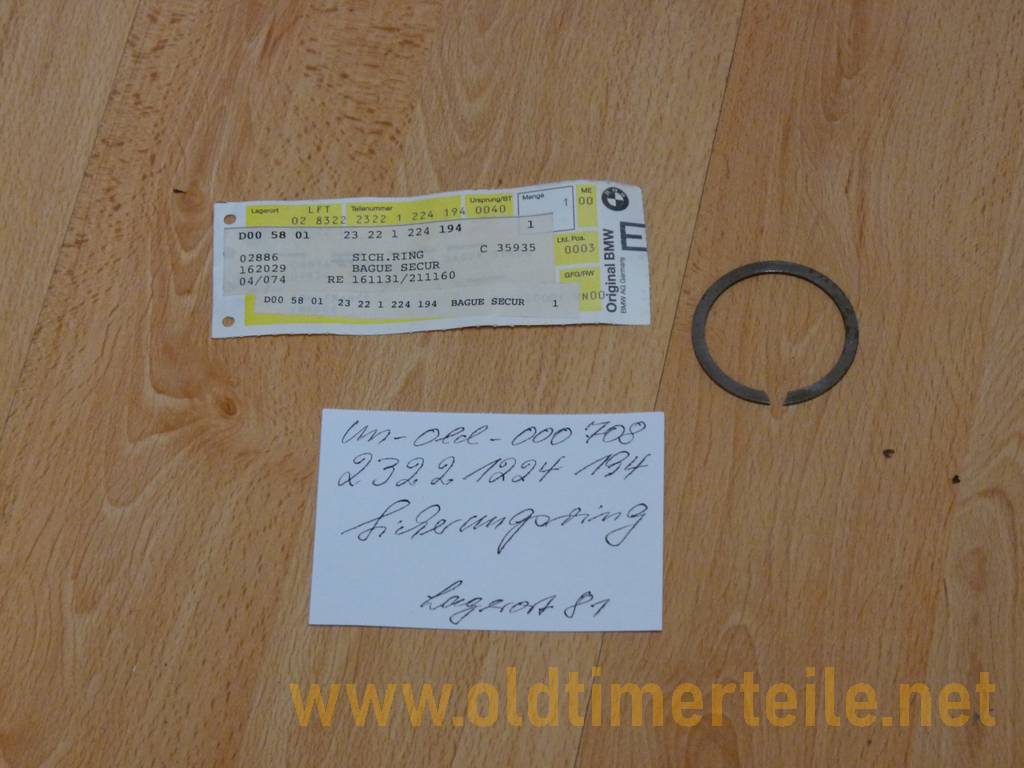 Lagerort LFT Teilenummer Ursprung/BT Menge ME
02 8322 2322 1 224 194 0040 1 00
D00 58 01 23 22 1 224 194 1
02886 SICH.RING C 35935
162029 BAGUE SECUR
04/074 RE 161131/211160
Lfd. Pos.
0003
GFG/RW
N00
D00 58 01 23 22 1 224 194 BAGUE SECUR 1
Original BMW
BMW AG Germany
E
BMW
Un-Old-000708
2322 1224 194
Sicherungsring
Lagerort 81
www.oldtimerteile.net